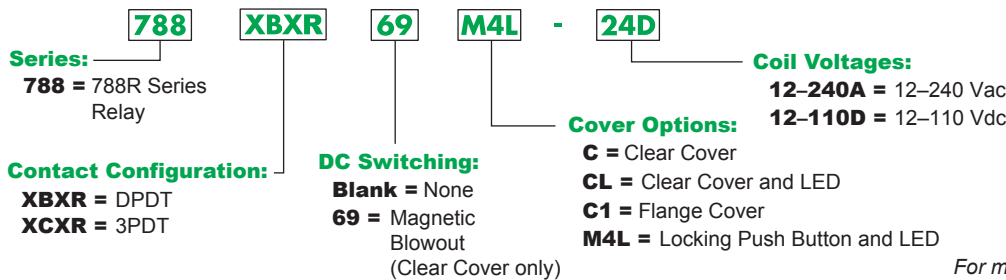 788 XBXR 69 M4L - 24D
Series:
788 = 788R Series
Relay
Contact Configuration:
XBXR = DPDT
XCXR = 3PDT
DC Switching:
Blank = None
69 = Magnetic
Blowout
(Clear Cover only)
Cover Options:
C = Clear Cover
CL = Clear Cover and LED
C1 = Flange Cover
M4L = Locking Push Button and LED
Coil Voltages:
12–240A = 12–240 Vac
12–110D = 12–110 Vdc
For m